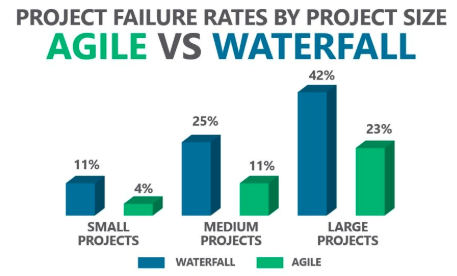 PROJECT FAILURE RATES BY PROJECT SIZE
AGILE VS WATERFALL
42%
25%
23%
11%
11%
4%
SMALL PROJECTS
MEDIUM PROJECTS
LARGE PROJECTS
WATERFALL
AGILE